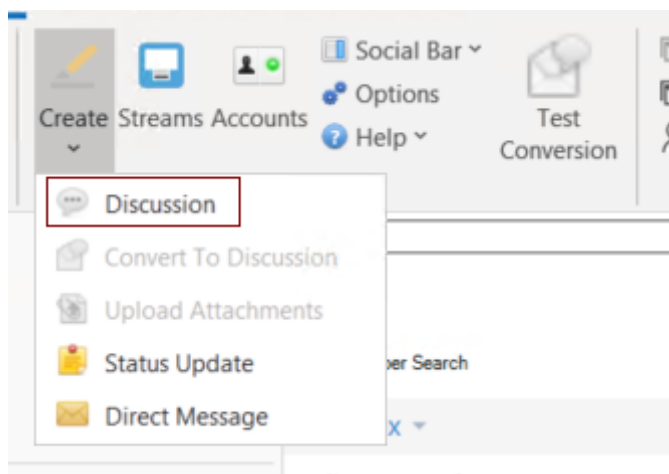 Create
Streams
Accounts
Social Bar
Options
Help
Test
Conversion
Discussion
Convert To Discussion
Upload Attachments
Status Update
Direct Message
Search